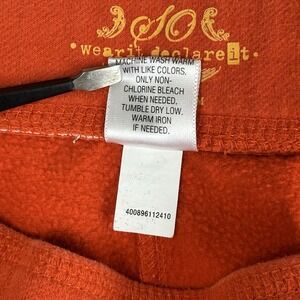 SO
·wearit declareit·
MACHINE WASH WARM
WITH LIKE COLORS.
ONLY NON-
CHLORINE BLEACH
WHEN NEEDED.
TUMBLE DRY LOW.
WARM IRON
IF NEEDED.
400896112410